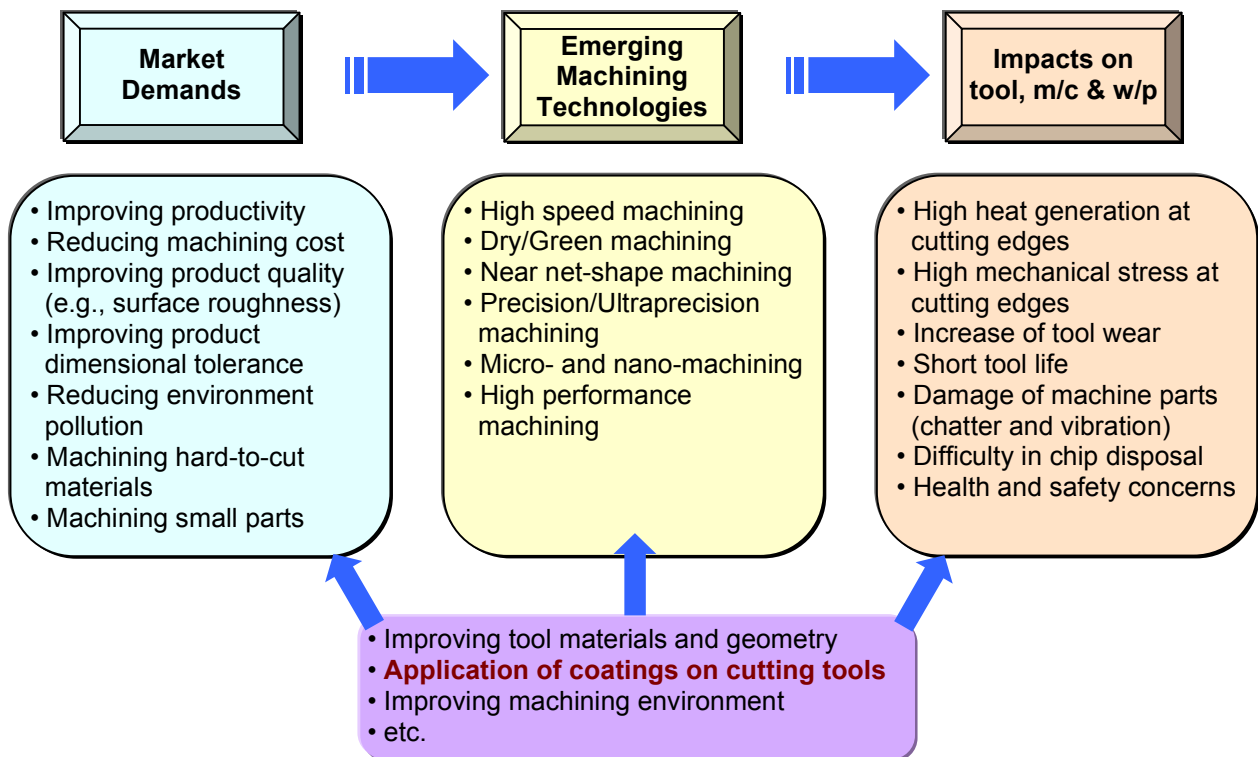 Market
Demands
Emerging
Machining
Technologies
Impacts on
tool, m/c & w/p
• Improving productivity
• Reducing machining cost
• Improving product quality
(e.g., surface roughness)
• Improving product
dimensional tolerance
• Reducing environment
pollution
• Machining hard-to-cut
materials
• Machining small parts
• High speed machining
• Dry/Green machining
• Near net-shape machining
• Precision/Ultraprecision
machining
• Micro- and nano-machining
• High performance
machining
• High heat generation at
cutting edges
• High mechanical stress at
cutting edges
• Increase of tool wear
• Short tool life
• Damage of machine parts
(chatter and vibration)
• Difficulty in chip disposal
• Health and safety concerns
• Improving tool materials and geometry
• Application of coatings on cutting tools
• Improving machining environment
• etc.